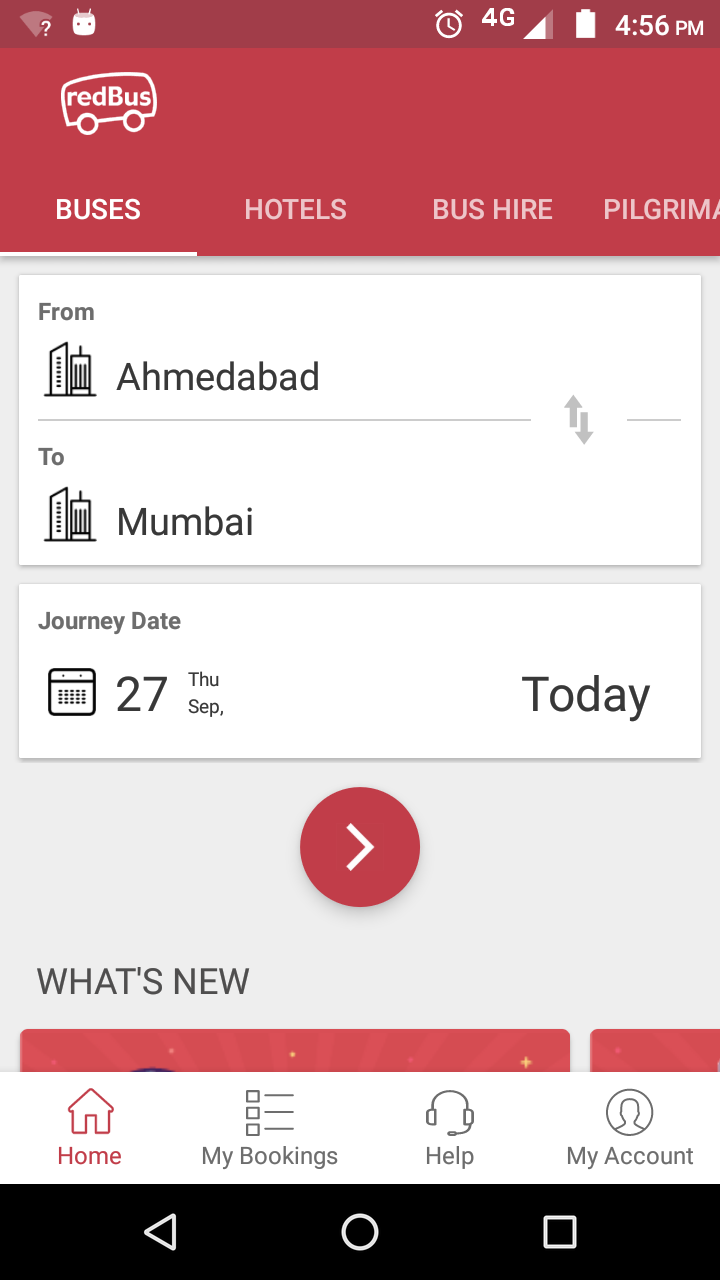 4G 4:56 PM
redBus
BUSES HOTELS BUS HIRE PILGRIMA
From
Ahmedabad
To
Mumbai
Journey Date
27 Thu Today
Sep,
WHAT'S NEW
Home My Bookings Help My Account